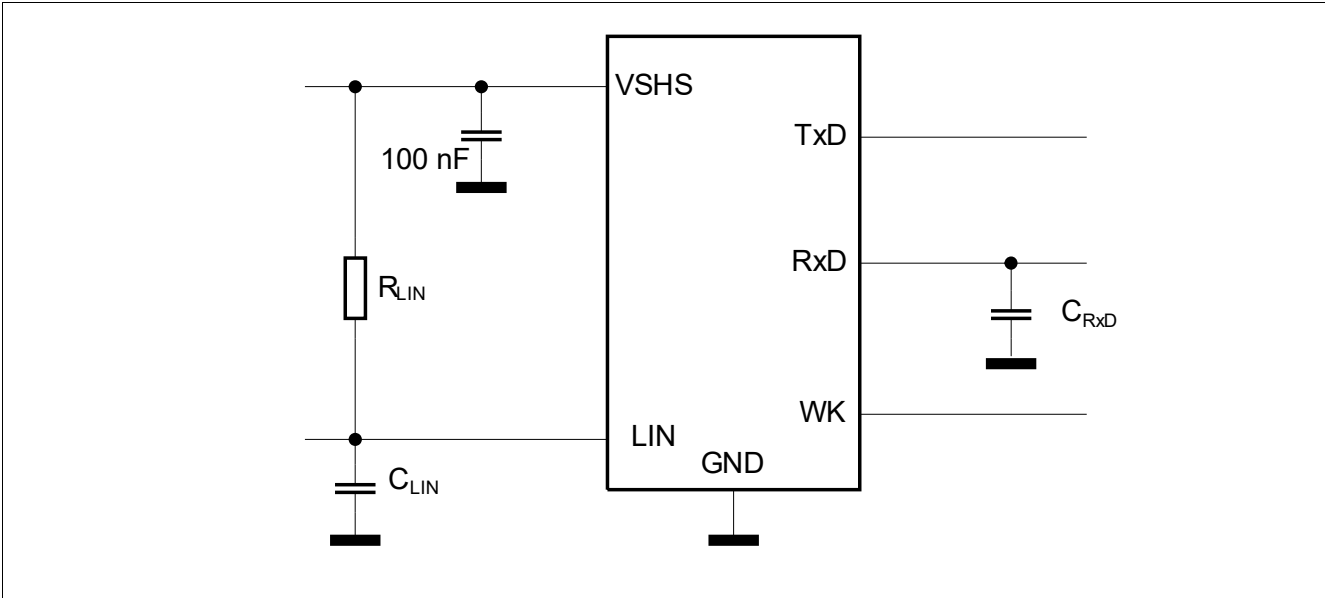 VSHS
TxD
100 nF
RxD
RLIN
CRxD
WK
LIN
GND
CLIN